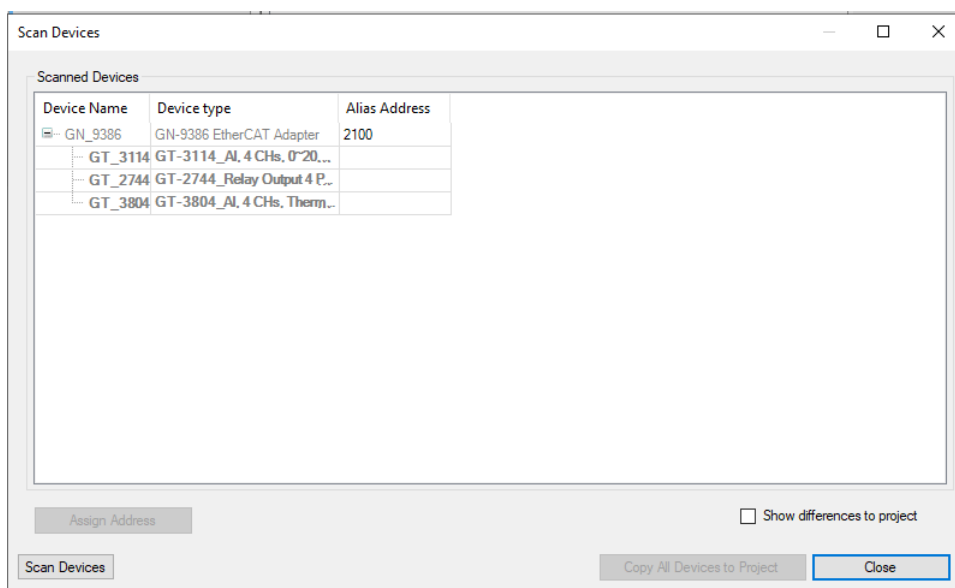 Scan Devices
Scanned Devices
Device Name Device type Alias Address
GN_9386 GN-9386 EtherCAT Adapter 2100
GT_3114 GT-3114_AI, 4 CHs, 0~20,...
GT_2744 GT-2744_Relay Output 4 P...
GT_3804 GT-3804_AI, 4 CHs, Therm...
Assign Address Show differences to project
Scan Devices Copy All Devices to Project Close